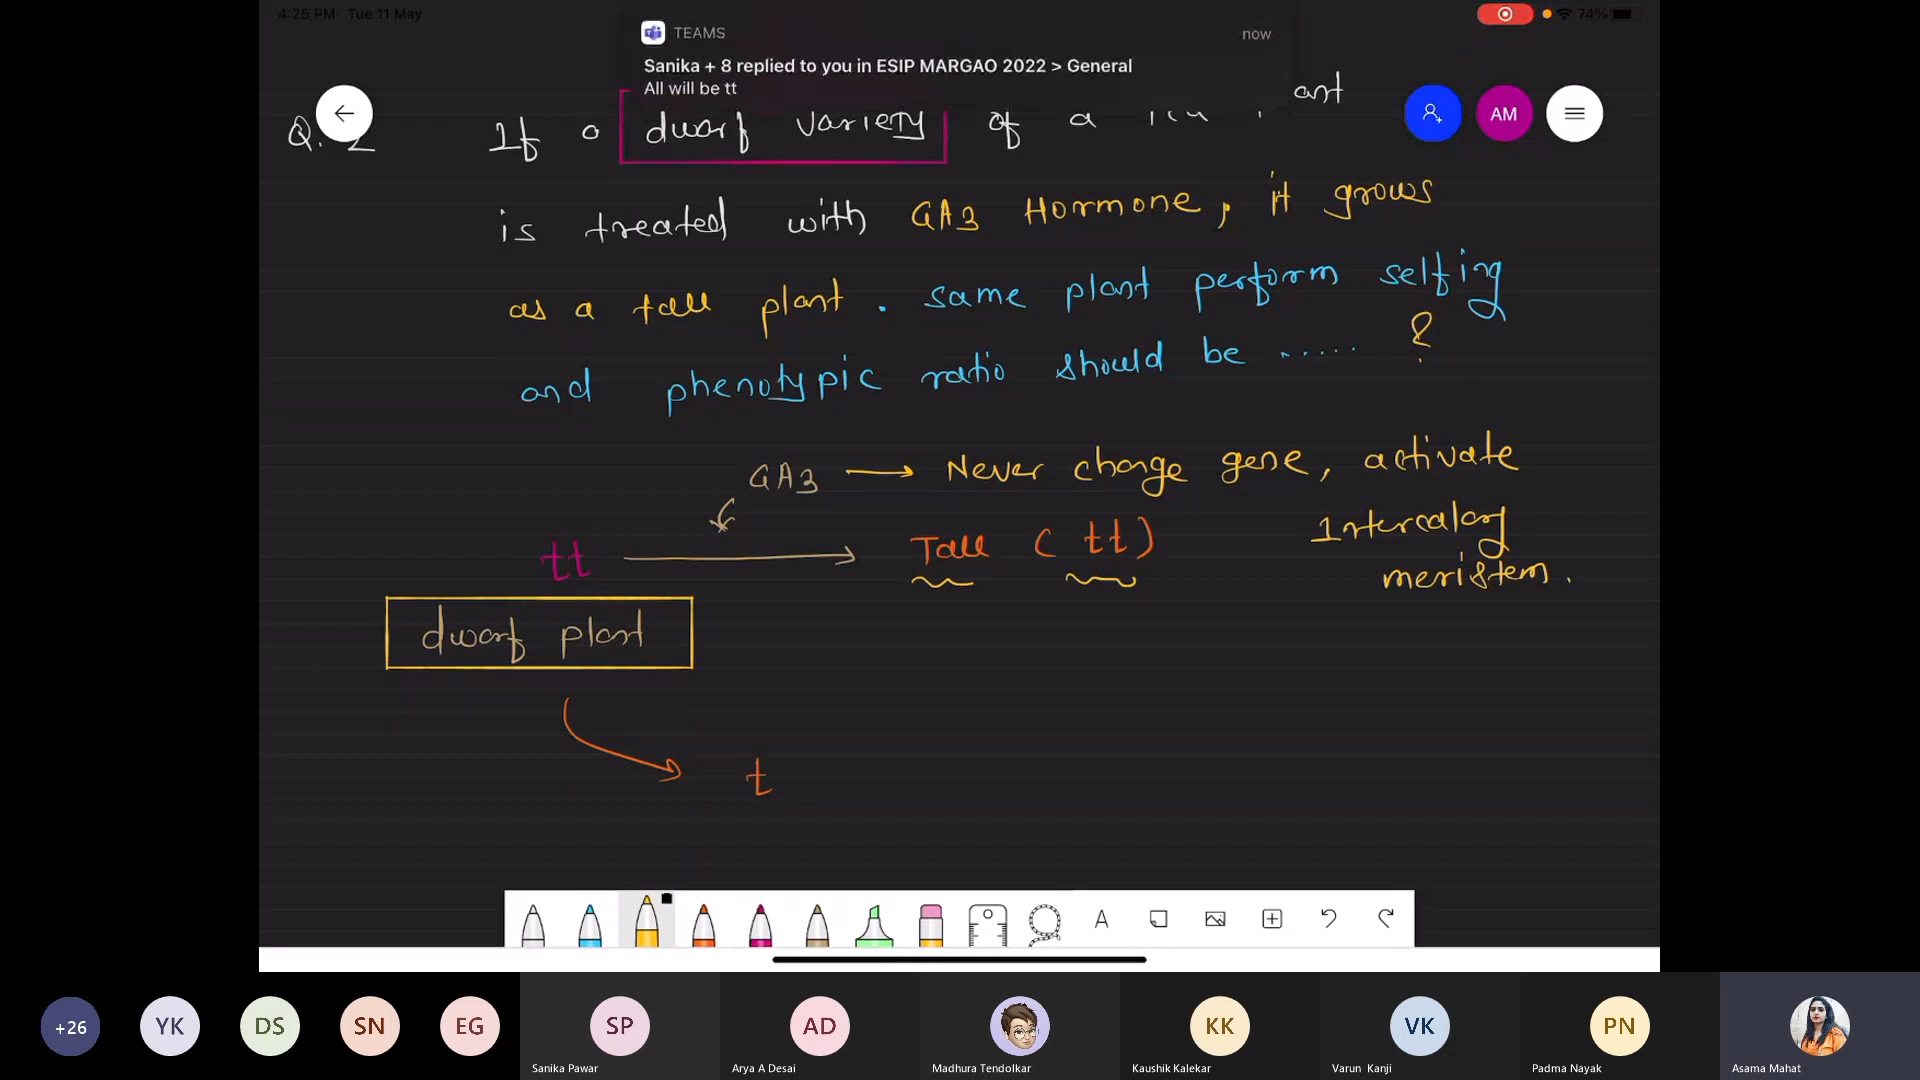 4:25 PM Tue 11 May
74%
TEAMS
now
Sanika + 8 replied to you in ESIP MARGAO 2022 > General
All will be tt
AM
Q. 2 If a dwarf variety of a
is treated with GA3 Hormone, it grows
as a tall plant. same plant perform selfing
and phenotypic ratio should be ..... ?
GA3 → Never change gene, activate
Intercalary
meristem.
tt → Tall (tt)
dwarf plant
t
A
+26 YK DS SN EG SP AD KK VK PN
Sanika Pawar Arya A Desai Madhura Tendolkar Kaushik Kalekar Varun Kanji Padma Nayak Asama Mahat